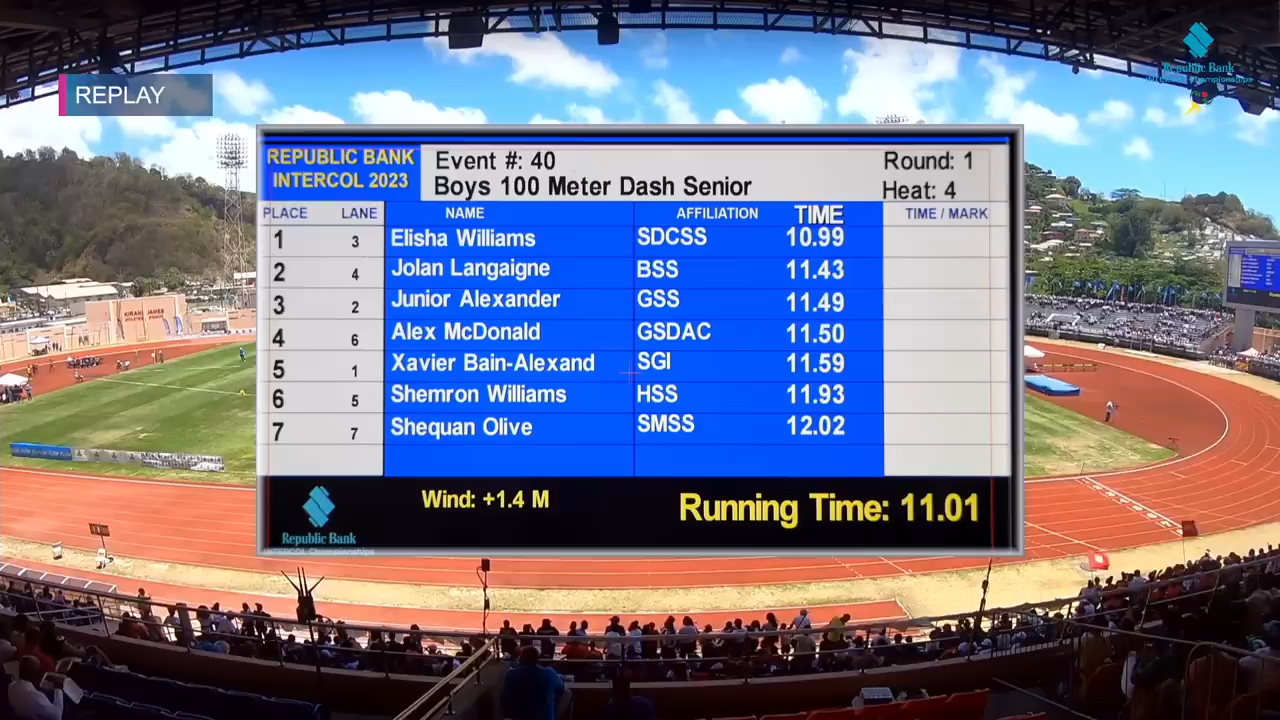 REPLAY
Republic Bank
REPUBLIC BANK
INTERCOL 2023
Event #: 40
Boys 100 Meter Dash Senior
Round: 1
Heat: 4
PLACE LANE NAME AFFILIATION TIME TIME / MARK
1 3 Elisha Williams SDCSS 10.99
2 4 Jolan Langaigne BSS 11.43
3 2 Junior Alexander GSS 11.49
4 6 Alex McDonald GSDAC 11.50
5 1 Xavier Bain-Alexand SGI 11.59
6 5 Shemron Williams HSS 11.93
7 7 Shequan Olive SMSS 12.02
Wind: +1.4 M
Running Time: 11.01
Republic Bank
INTERCOL Championships
KIRANI JAMES